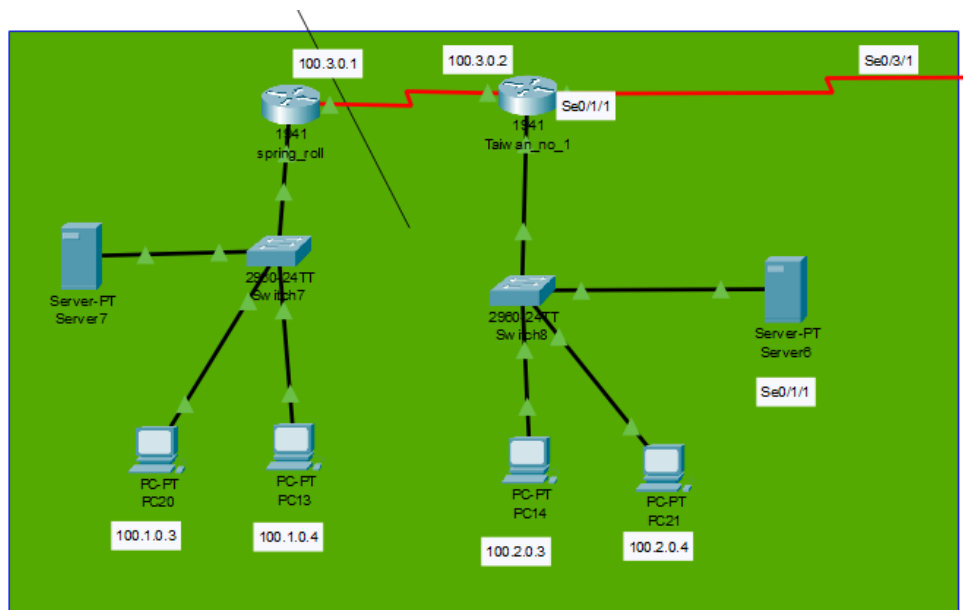 100.3.0.1
100.3.0.2
Se0/3/1
Se0/1/1
1941
spring_roll
1941
Taiwan_no_1
2960-24TT
Switch7
Server-PT
Server7
2960-24TT
Switch8
Server-PT
Server6
Se0/1/1
PC-PT
PC20
PC-PT
PC13
PC-PT
PC14
PC-PT
PC21
100.1.0.3
100.1.0.4
100.2.0.3
100.2.0.4